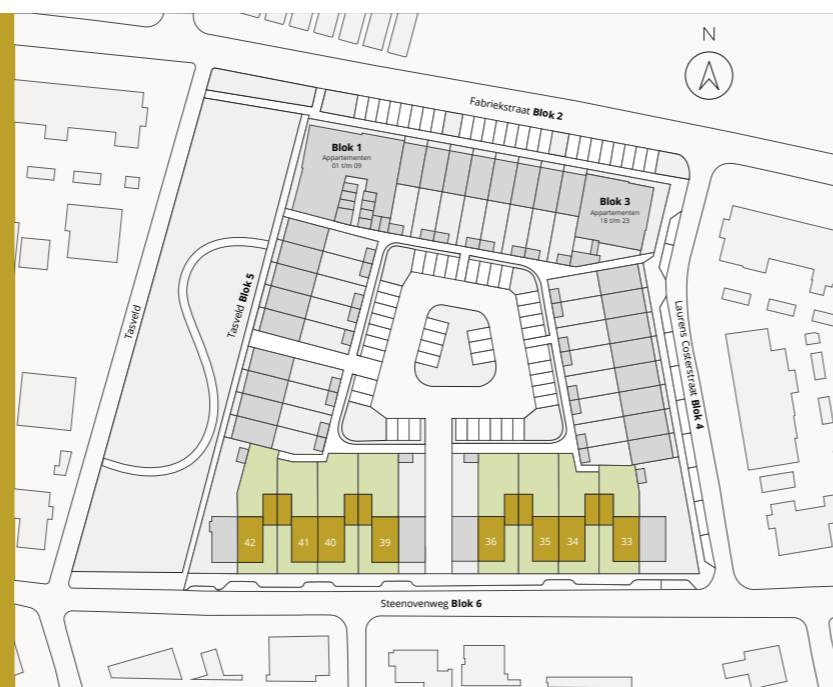 N
Fabriekstraat Blok 2
Blok 1
Appartementen
01 t/m 09
Blok 3
Appartementen
18 t/m 23
Tasveld
Tasveld Blok 5
Laurens Costerstraat Blok 4
42
41
40
39
36
35
34
33
Steenovenweg Blok 6